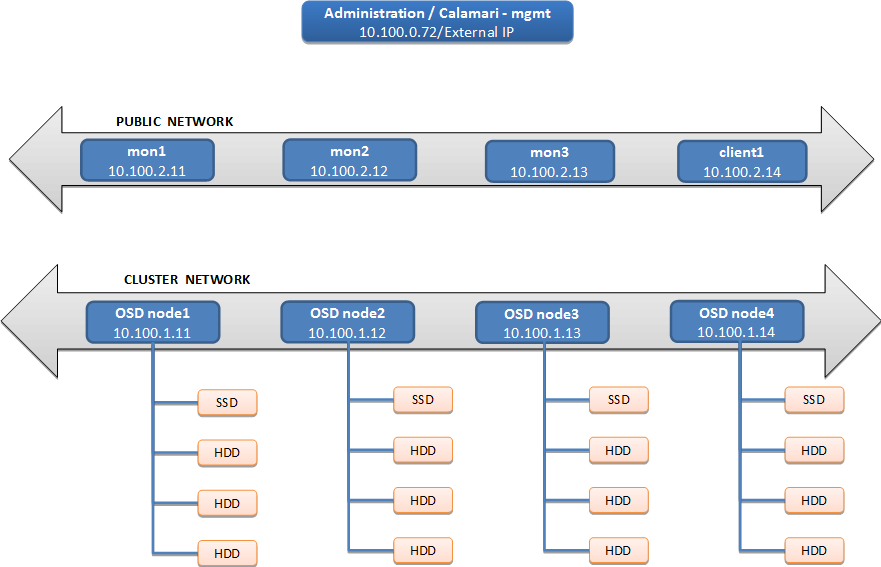 Administration / Calamari - mgmt
10.100.0.72/External IP
PUBLIC NETWORK
mon1
10.100.2.11
mon2
10.100.2.12
mon3
10.100.2.13
client1
10.100.2.14
CLUSTER NETWORK
OSD node1
10.100.1.11
OSD node2
10.100.1.12
OSD node3
10.100.1.13
OSD node4
10.100.1.14
SSD
HDD
HDD
HDD
SSD
HDD
HDD
HDD
SSD
HDD
HDD
HDD
SSD
HDD
HDD
HDD